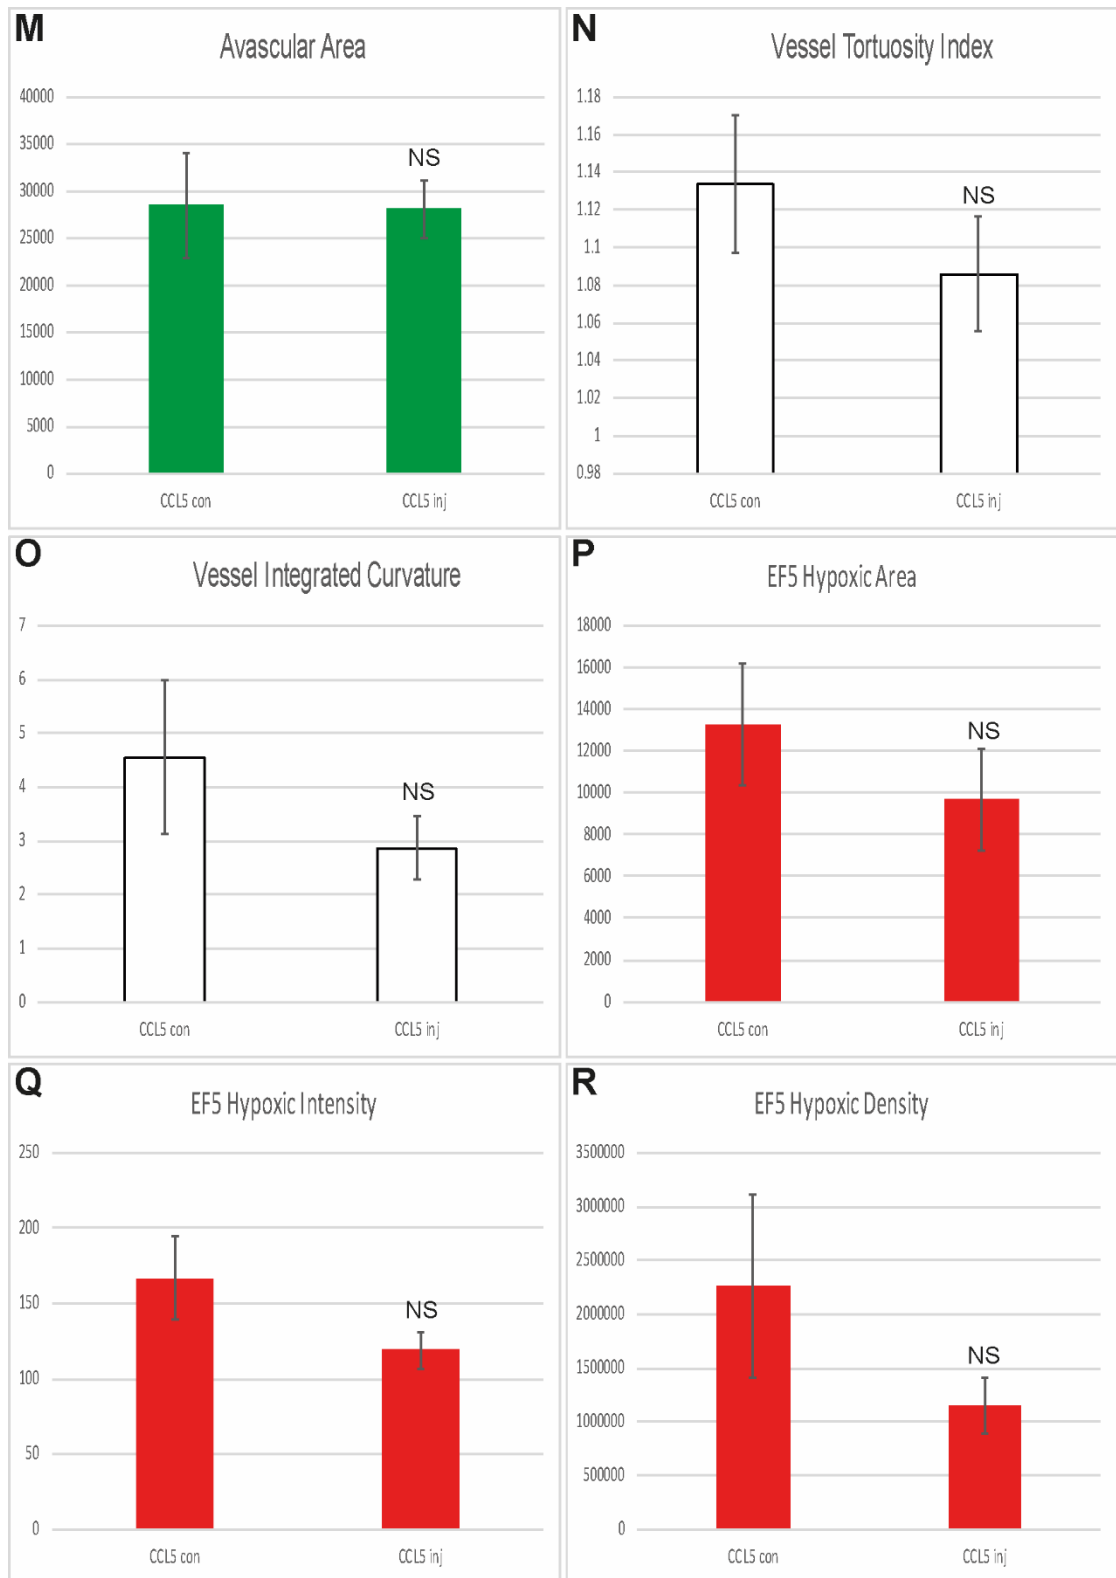 M
Avascular Area
40000
35000
30000
25000
20000
15000
10000
5000
0
NS
CCL5 con
CCL5 inj
N
Vessel Tortuosity Index
1.18
1.16
1.14
1.12
1.1
1.08
1.06
1.04
1.02
1
0.98
NS
CCL5 con
CCL5 inj
O
Vessel Integrated Curvature
7
6
5
4
3
2
1
0
NS
CCL5 con
CCL5 inj
P
EF5 Hypoxic Area
18000
16000
14000
12000
10000
8000
6000
4000
2000
0
NS
CCL5 con
CCL5 inj
Q
EF5 Hypoxic Intensity
250
200
150
100
50
0
NS
CCL5 con
CCL5 inj
R
EF5 Hypoxic Density
3500000
3000000
2500000
2000000
1500000
1000000
500000
0
NS
CCL5 con
CCL5 inj